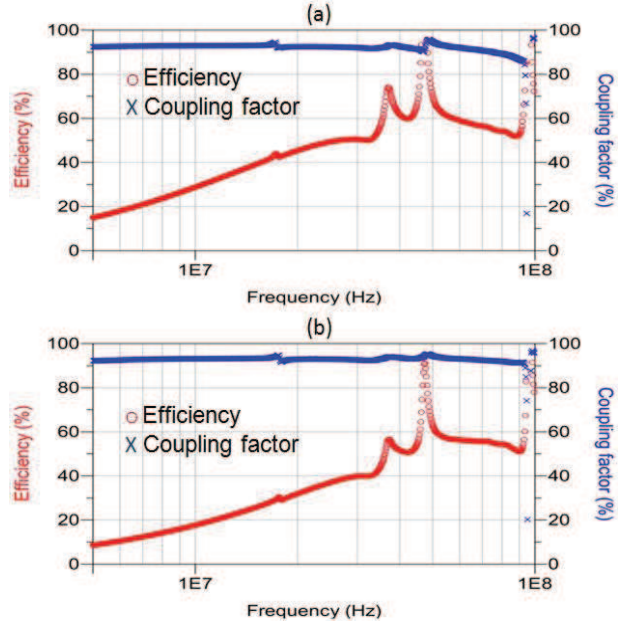 (a)
100 100
80 80
60 60
40 40
20 20
0 0
Efficiency (%)
Coupling factor (%)
Efficiency
Coupling factor
1E7 1E8
Frequency (Hz)
(b)
100 100
80 80
60 60
40 40
20 20
0 0
Efficiency (%)
Coupling factor (%)
Efficiency
Coupling factor
1E7 1E8
Frequency (Hz)